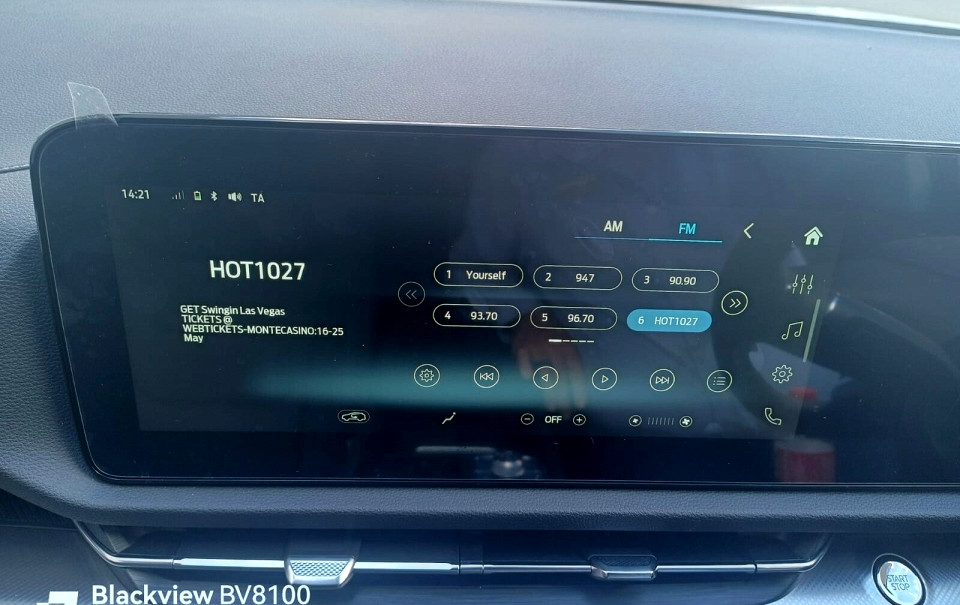 14:21 TA
AM FM
HOT1027
GET Swingin Las Vegas
TICKETS @
WEBTICKETS-MONTECASINO:16-25
May
1 Yourself 2 947 3 90.90
4 93.70 5 96.70 6 HOT1027
OFF
START
STOP
Blackview BV8100